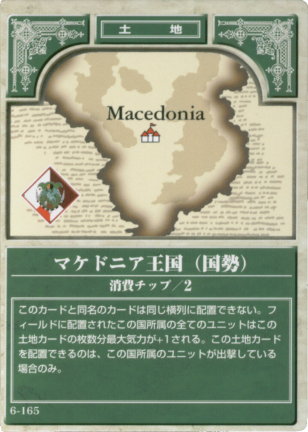 土地
Macedonia
マケドニア王国（国勢）
消費チップ／2
このカードと同名のカードは同じ横列に配置できない。フ
ィールドに配置されたこの国所属の全てのユニットはこの
土地カードの枚数分最大気力が+1される。この土地カード
を配置できるのは、この国所属のユニットが出撃している
場合のみ。
6-165